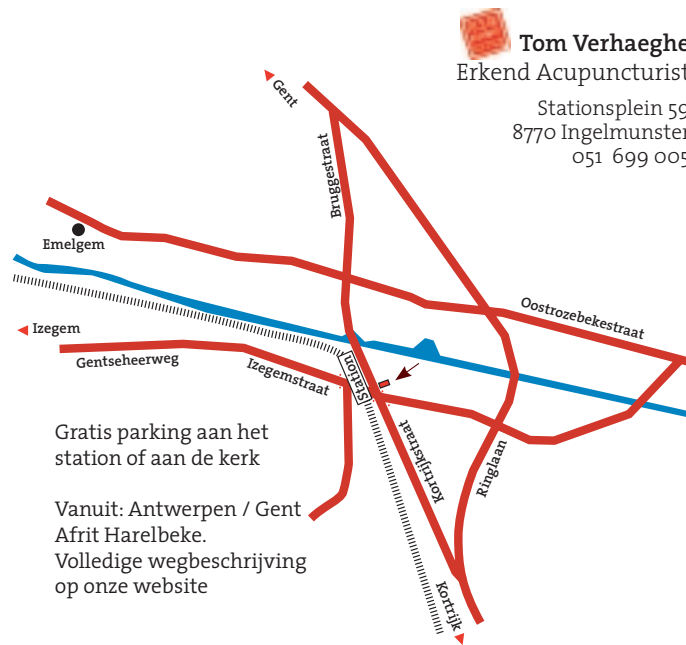 Tom Verhaeghe
Erkend Acupuncturist
Stationsplein 59
8770 Ingelmunster
051 699 005
Gent
Bruggestraat
Emelgem
Izegem
Oostrozebekestraat
Gentseheerweg
Izegemstraat
Station
Kortrijkstraat
Ringlaan
Kortrijk
Gratis parking aan het
station of aan de kerk
Vanuit: Antwerpen / Gent
Afrit Harelbeke.
Volledige wegbeschrijving
op onze website